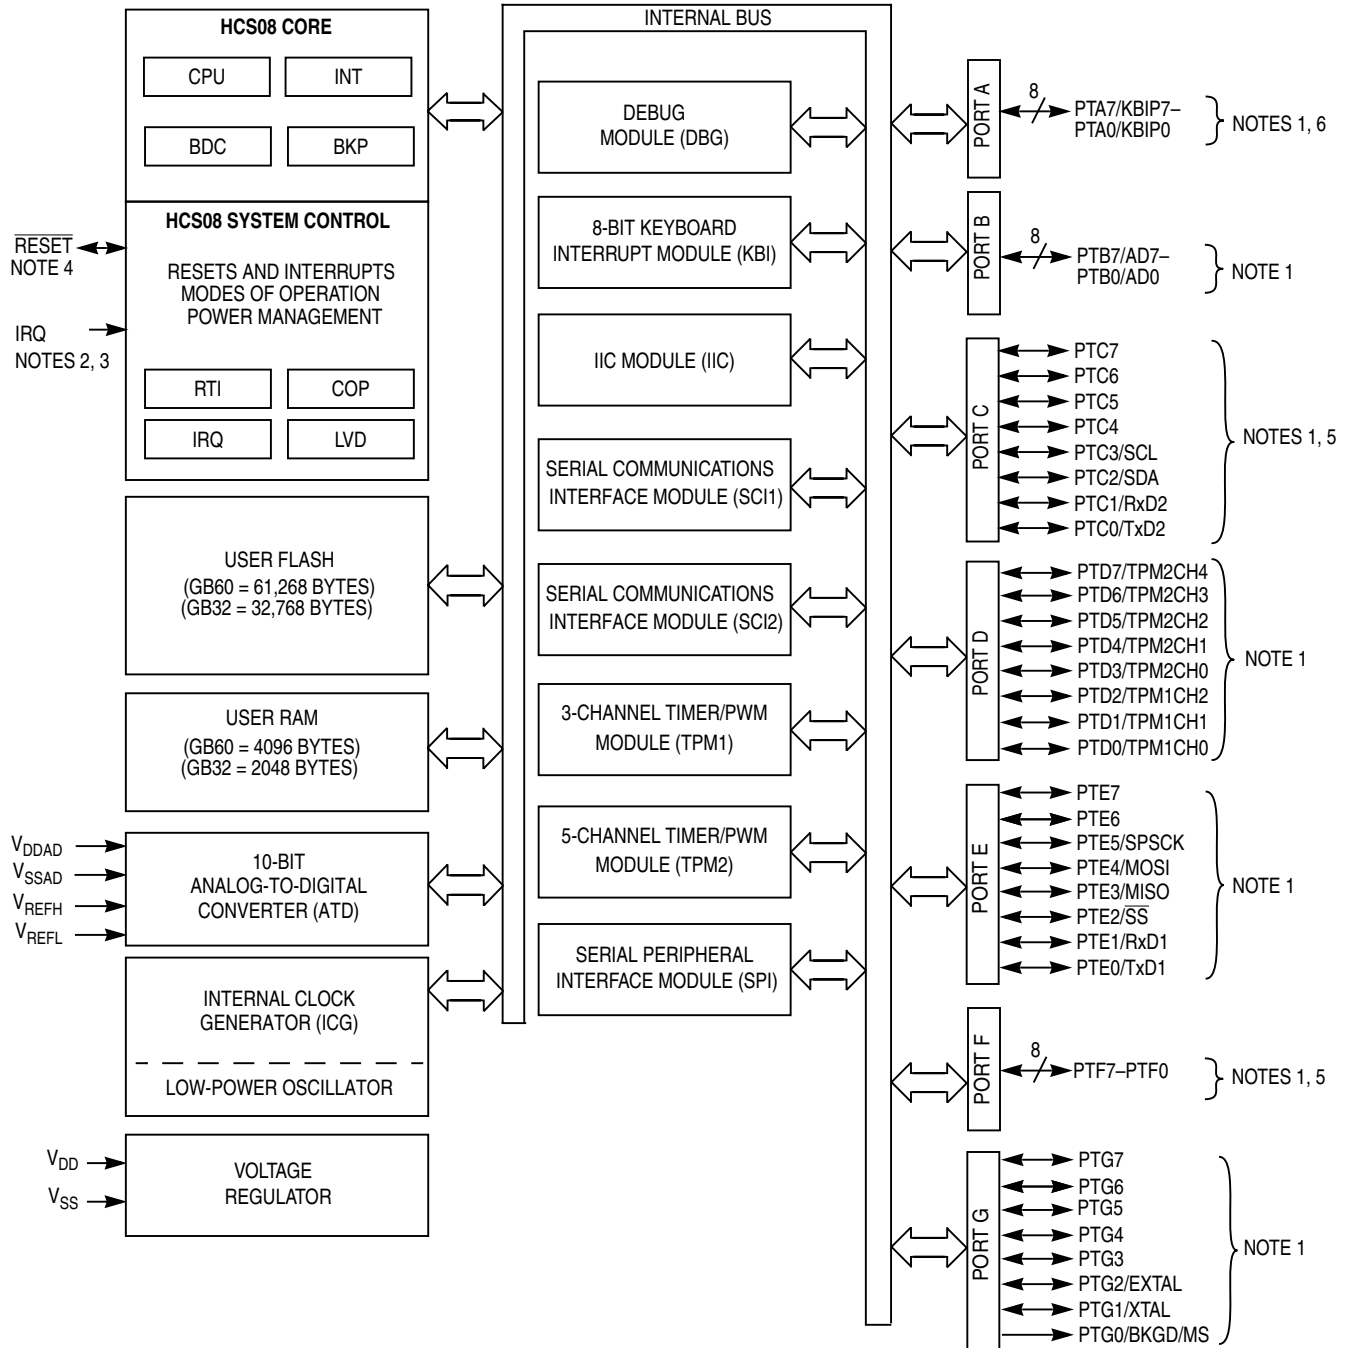 HCS08 CORE
CPU
INT
BDC
BKP
HCS08 SYSTEM CONTROL
RESETS AND INTERRUPTS
MODES OF OPERATION
POWER MANAGEMENT
RTI
COP
IRQ
LVD
RESET
NOTE 4
IRQ
NOTES 2, 3
USER FLASH
(GB60 = 61,268 BYTES)
(GB32 = 32,768 BYTES)
USER RAM
(GB60 = 4096 BYTES)
(GB32 = 2048 BYTES)
VDDAD
VSSAD
VREFH
VREFL
10-BIT
ANALOG-TO-DIGITAL
CONVERTER (ATD)
INTERNAL CLOCK
GENERATOR (ICG)
LOW-POWER OSCILLATOR
VDD
VSS
VOLTAGE
REGULATOR
INTERNAL BUS
DEBUG
MODULE (DBG)
8-BIT KEYBOARD
INTERRUPT MODULE (KBI)
IIC MODULE (IIC)
SERIAL COMMUNICATIONS
INTERFACE MODULE (SCI1)
SERIAL COMMUNICATIONS
INTERFACE MODULE (SCI2)
3-CHANNEL TIMER/PWM
MODULE (TPM1)
5-CHANNEL TIMER/PWM
MODULE (TPM2)
SERIAL PERIPHERAL
INTERFACE MODULE (SPI)
PORT A
8
PTA7/KBIP7–
PTA0/KBIP0
NOTES 1, 6
PORT B
8
PTB7/AD7–
PTB0/AD0
NOTE 1
PORT C
PTC7
PTC6
PTC5
PTC4
PTC3/SCL
PTC2/SDA
PTC1/RxD2
PTC0/TxD2
NOTES 1, 5
PORT D
PTD7/TPM2CH4
PTD6/TPM2CH3
PTD5/TPM2CH2
PTD4/TPM2CH1
PTD3/TPM2CH0
PTD2/TPM1CH2
PTD1/TPM1CH1
PTD0/TPM1CH0
NOTE 1
PORT E
PTE7
PTE6
PTE5/SPSCK
PTE4/MOSI
PTE3/MISO
PTE2/SS
PTE1/RxD1
PTE0/TxD1
NOTE 1
PORT F
8
PTF7–PTF0
NOTES 1, 5
PORT G
PTG7
PTG6
PTG5
PTG4
PTG3
PTG2/EXTAL
PTG1/XTAL
PTG0/BKGD/MS
NOTE 1